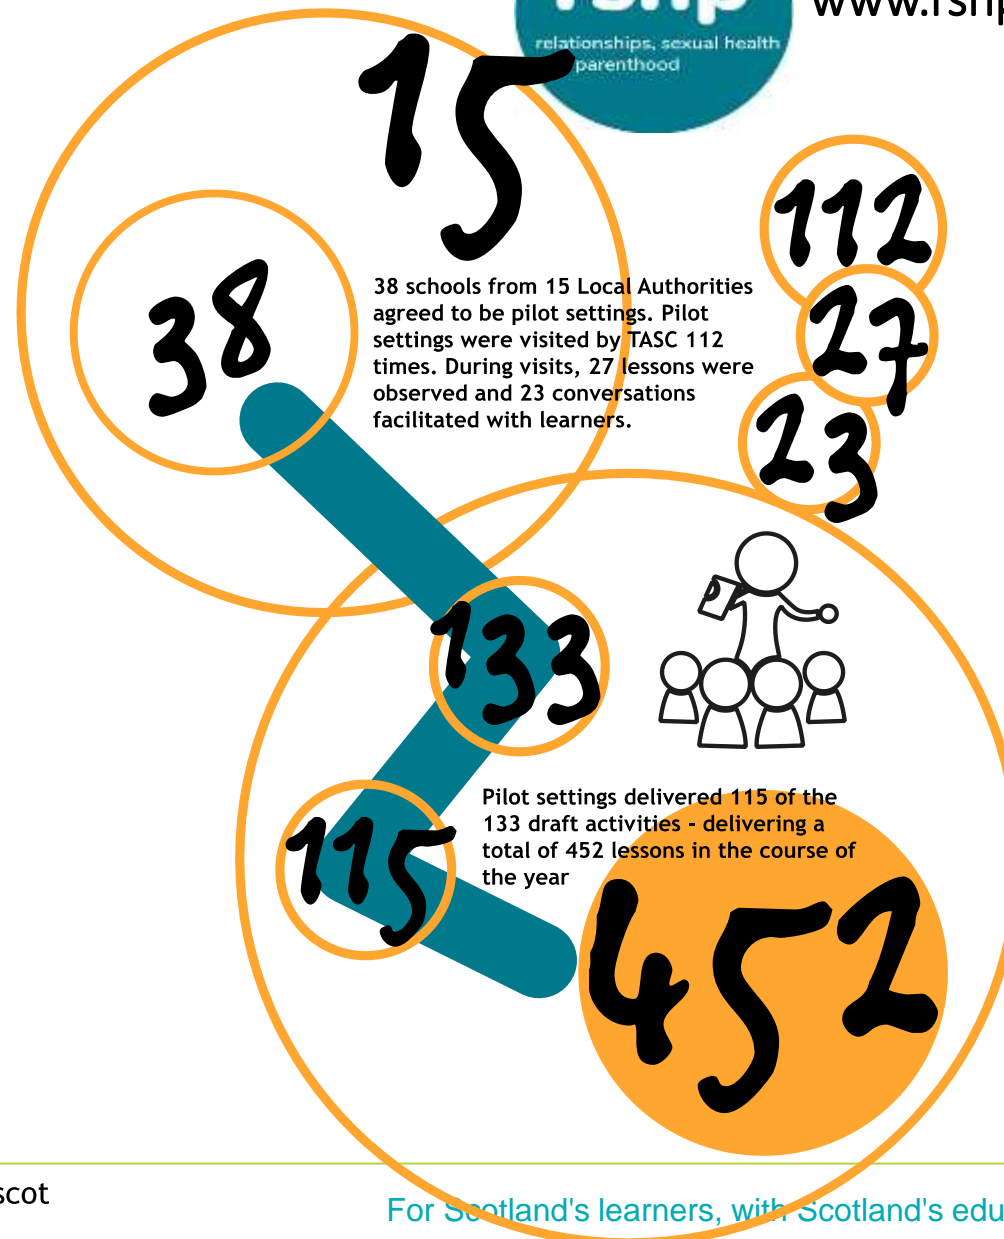 relationships, sexual health
parenthood
15
38
112
27
23
38 schools from 15 Local Authorities
agreed to be pilot settings. Pilot
settings were visited by TASC 112
times. During visits, 27 lessons were
observed and 23 conversations
facilitated with learners.
133
115
Pilot settings delivered 115 of the
133 draft activities - delivering a
total of 452 lessons in the course of
the year
452
scot
For Scotland's learners, with Scotland's edu